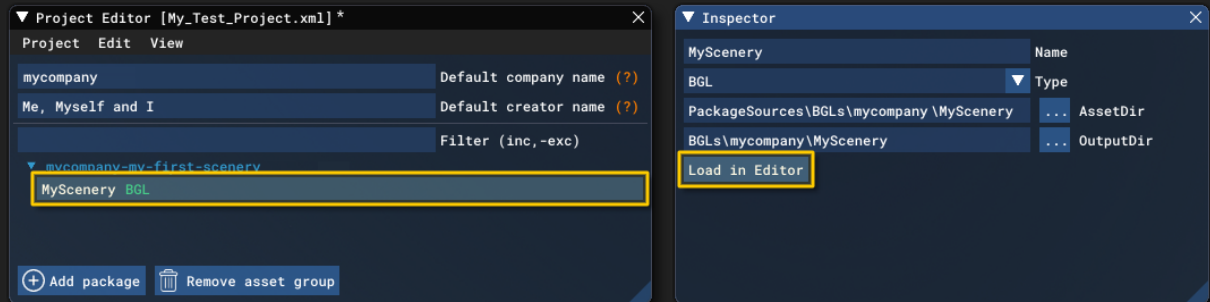 Project Editor [My_Test_Project.xml]*
Project Edit View
mycompany Default company name (?)
Me, Myself and I Default creator name (?)
Filter (inc,-exc)
mycompany-my-first-scenery
MyScenery BGL
Add package Remove asset group
Inspector
MyScenery Name
BGL Type
PackageSources\BGLs\mycompany\MyScenery ... AssetDir
BGLs\mycompany\MyScenery ... OutputDir
Load in Editor